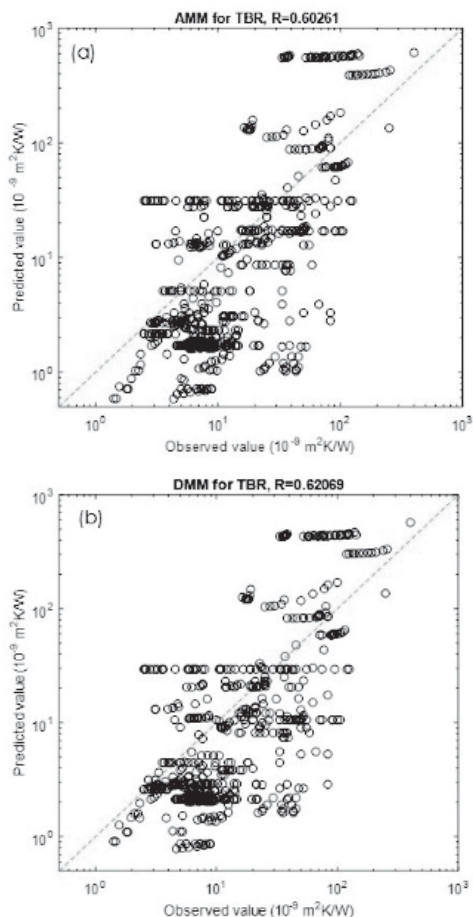 AMM for TBR, R=0.60261
(a)
10³
10²
10¹
10⁰
Predicted value (10⁻⁹ m²K/W)
10⁰ 10¹ 10² 10³
Observed value (10⁻⁹ m²K/W)
DMM for TBR, R=0.62069
(b)
10³
10²
10¹
10⁰
Predicted value (10⁻⁹ m²K/W)
10⁰ 10¹ 10² 10³
Observed value (10⁻⁹ m²K/W)